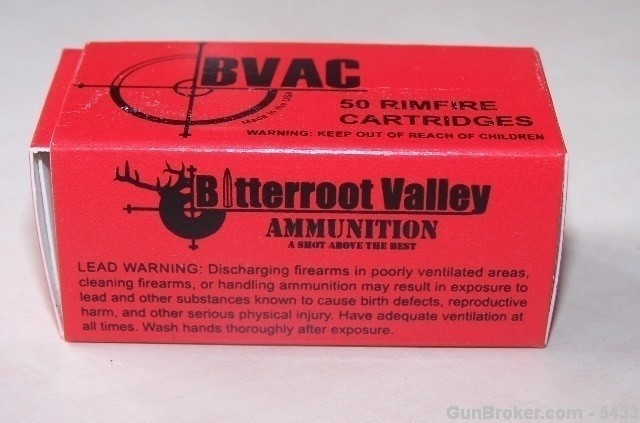 BVAC
Made in the USA
50 RIMFIRE
CARTRIDGES
WARNING: KEEP OUT OF REACH OF CHILDREN
Bitterroot Valley
AMMUNITION
A SHOT ABOVE THE BEST
LEAD WARNING: Discharging firearms in poorly ventilated areas,
cleaning firearms, or handling ammunition may result in exposure to
lead and other substances known to cause birth defects, reproductive
harm, and other serious physical injury. Have adequate ventilation at
all times. Wash hands thoroughly after exposure.
GunBroker.com - 5433